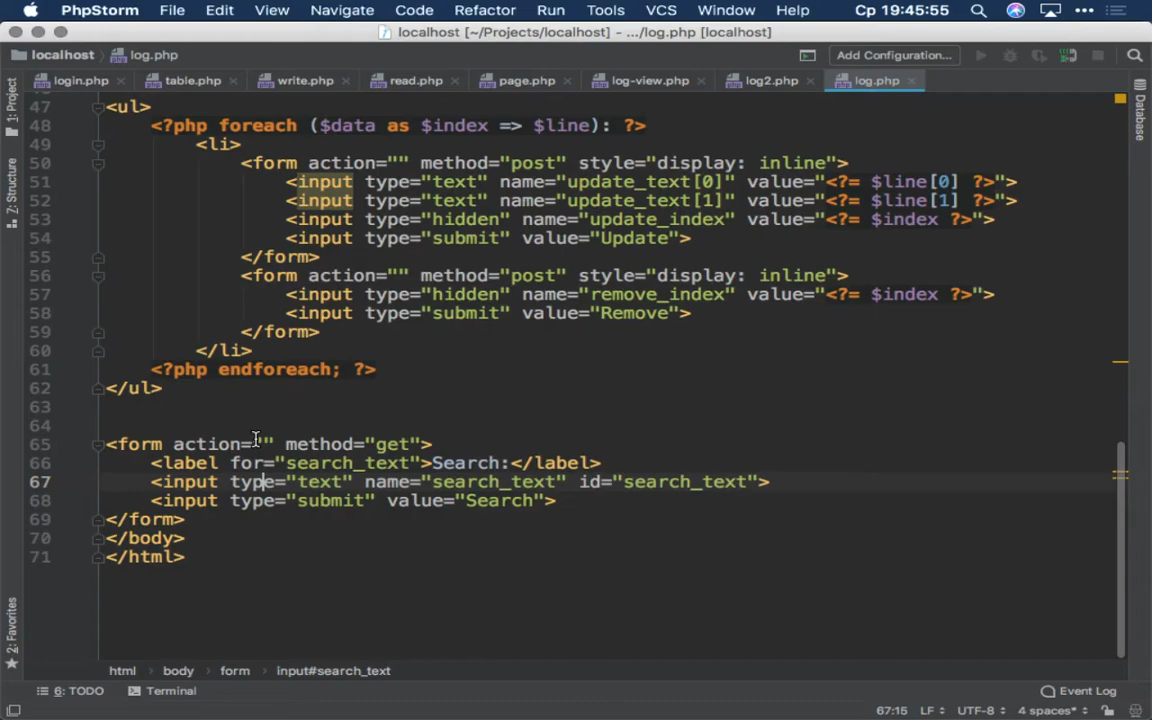 PhpStorm File Edit View Navigate Code Refactor Run Tools VCS Window Help Ср 19:45:55
localhost [~/Projects/localhost] - .../log.php [localhost]
localhost log.php Add Configuration...
login.php table.php write.php read.php page.php log-view.php log2.php log.php
1: Project
Z: Structure
2: Favorites
Database
47 <ul>
48 <?php foreach ($data as $index => $line): ?>
49 <li>
50 <form action="" method="post" style="display: inline">
51 <input type="text" name="update_text[0]" value="<?= $line[0] ?>">
52 <input type="text" name="update_text[1]" value="<?= $line[1] ?>">
53 <input type="hidden" name="update_index" value="<?= $index ?>">
54 <input type="submit" value="Update">
55 </form>
56 <form action="" method="post" style="display: inline">
57 <input type="hidden" name="remove_index" value="<?= $index ?>">
58 <input type="submit" value="Remove">
59 </form>
60 </li>
61 <?php endforeach; ?>
62 </ul>
63
64
65 <form action="" method="get">
66 <label for="search_text">Search:</label>
67 <input type="text" name="search_text" id="search_text">
68 <input type="submit" value="Search">
69 </form>
70 </body>
71 </html>
html body form input#search_text
6: TODO Terminal Event Log
67:15 LF UTF-8 4 spaces*